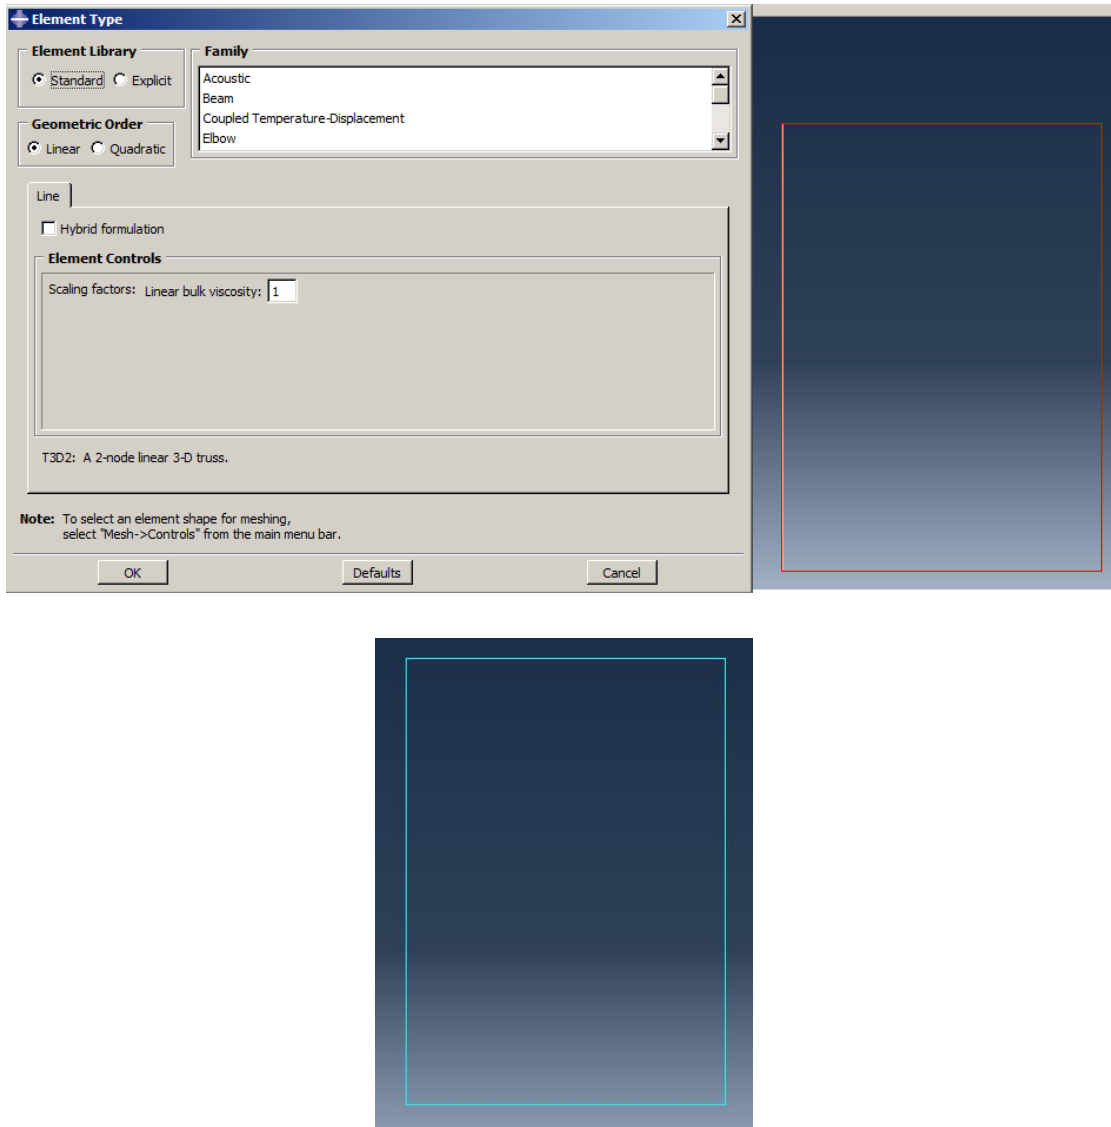 Element Type
Element Library
Standard Explicit
Geometric Order
Linear Quadratic
Family
Acoustic
Beam
Coupled Temperature-Displacement
Elbow
Line
Hybrid formulation
Element Controls
Scaling factors: Linear bulk viscosity: 1
T3D2: A 2-node linear 3-D truss.
Note: To select an element shape for meshing,
select "Mesh->Controls" from the main menu bar.
OK Defaults Cancel